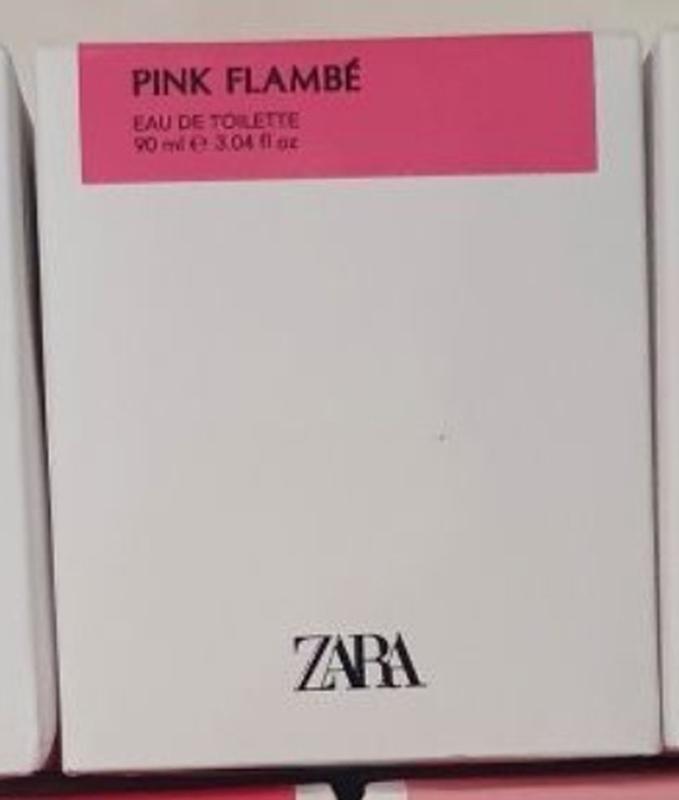 PINK FLAMBÉ
EAU DE TOILETTE
90 ml ℮ 3.04 fl oz
ZARA